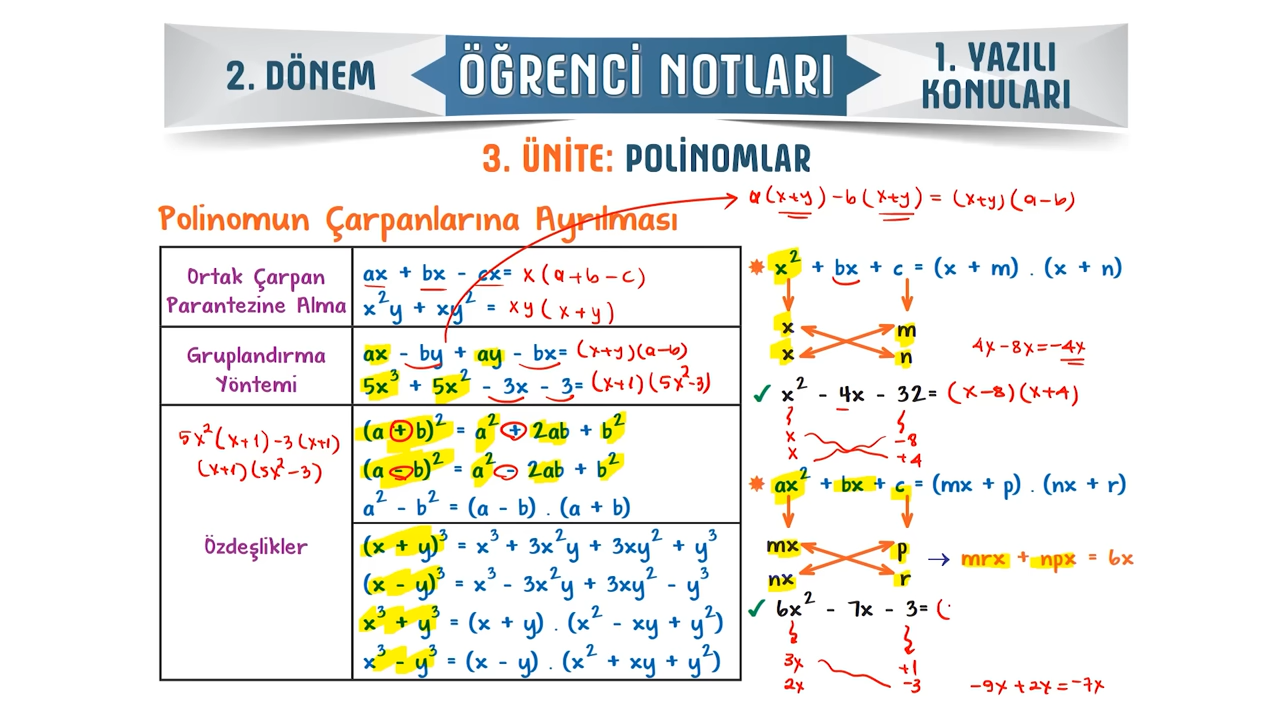 2. DÖNEM
ÖĞRENCİ NOTLARI
1. YAZILI
KONULARI
3. ÜNİTE: POLİNOMLAR
Polinomun Çarpanlarına Ayrılması
a(x+y) - b(x+y) = (x+y)(a-b)
Ortak Çarpan
Parantezine Alma
ax + bx - cx = x(a+b-c)
x²y + xy² = xy(x+y)
Gruplandırma
Yöntemi
ax - by + ay - bx = (x+y)(a-b)
5x³ + 5x² - 3x - 3 = (x+1)(5x²-3)
5x²(x+1)-3(x+1)
(x+1)(5x²-3)
Özdeşlikler
(a + b)² = a² + 2ab + b²
(a - b)² = a² - 2ab + b²
a² - b² = (a - b) . (a + b)
(x + y)³ = x³ + 3x²y + 3xy² + y³
(x - y)³ = x³ - 3x²y + 3xy² - y³
x³ + y³ = (x + y) . (x² - xy + y²)
x³ - y³ = (x - y) . (x² + xy + y²)
x² + bx + c = (x + m) . (x + n)
x m
x n
4x-8x=-4x
✓ x² - 4x - 32 = (x-8)(x+4)
x -8
x +4
ax² + bx + c = (mx + p) . (nx + r)
mx p
nx r
→ mrx + npx = 6x
✓ 6x² - 7x - 3 = (
3x +1
2x -3
-9x+2x=-7x